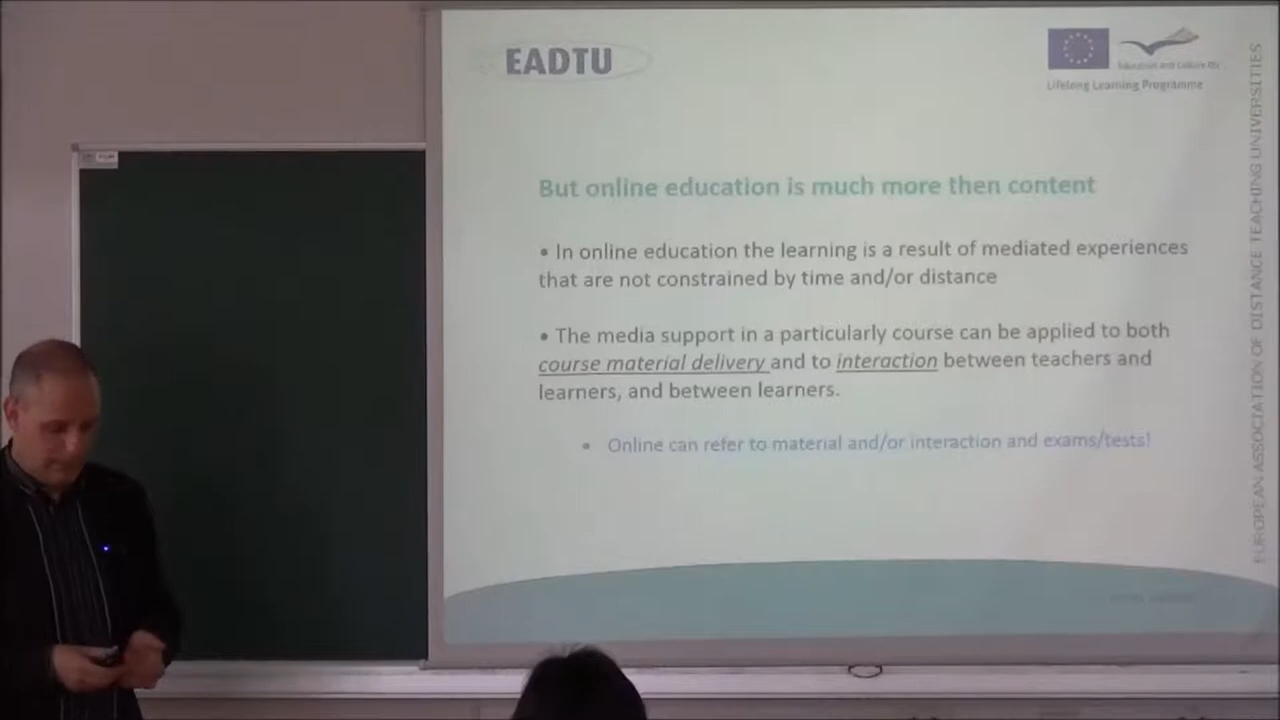 EADTU
Education and Culture DG
Lifelong Learning Programme
But online education is much more then content
• In online education the learning is a result of mediated experiences
that are not constrained by time and/or distance
• The media support in a particularly course can be applied to both
course material delivery and to interaction between teachers and
learners, and between learners.
• Online can refer to material and/or interaction and exams/tests!
EUROPEAN ASSOCIATION OF DISTANCE TEACHING UNIVERSITIES